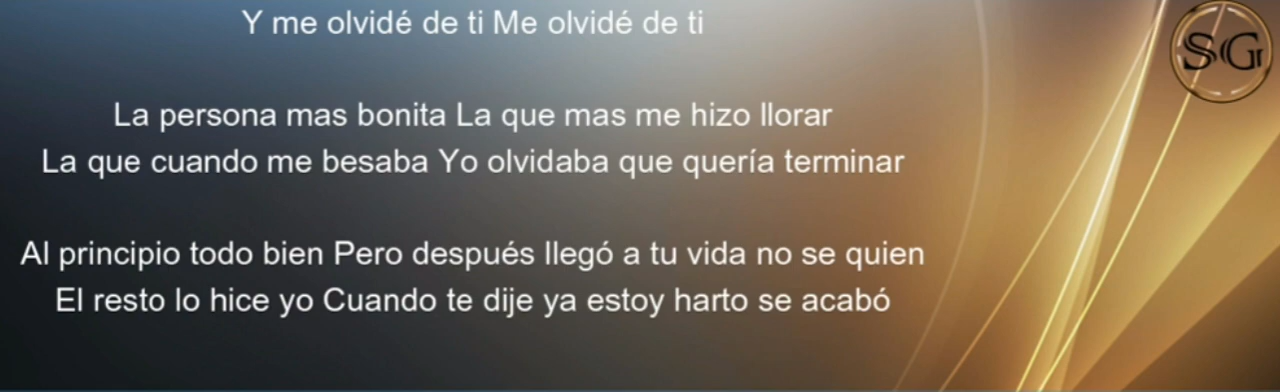 Y me olvidé de ti Me olvidé de ti
SG
La persona mas bonita La que mas me hizo llorar
La que cuando me besaba Yo olvidaba que quería terminar
Al principio todo bien Pero después llegó a tu vida no se quien
El resto lo hice yo Cuando te dije ya estoy harto se acabó